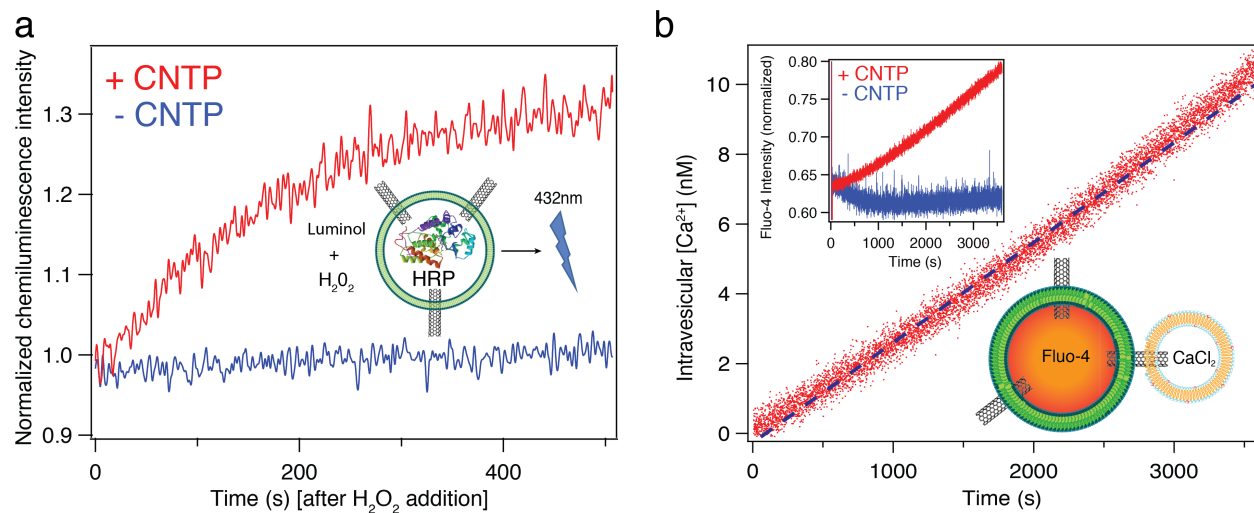 a
Normalized chemiluminescence intensity
1.3
1.2
1.1
1.0
0.9
+ CNTP
- CNTP
Luminol
+
H₂0₂
HRP
432nm
0
200
400
Time (s) [after H₂O₂ addition]
b
Intravesicular [Ca²⁺] (nM)
10
8
6
4
2
0
Fluo-4 Intensity (normalized)
0.80
0.75
0.70
0.65
0.60
+ CNTP
- CNTP
0
1000
2000
3000
Time (s)
Fluo-4
CaCl₂
0
1000
2000
3000
Time (s)